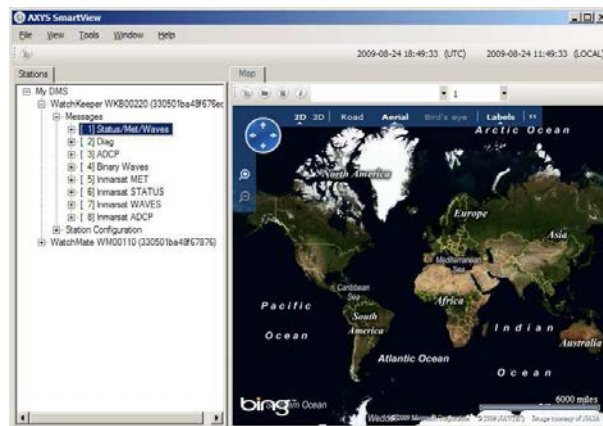 AXYS SmartView
File View Tools Window Help
2009-08-24 18:49:33 (UTC) 2009-08-24 11:49:33 (LOCAL)
Stations
Map
My DMS
WatchKeeper WKB00220 (330501ba48f676ec
Messages
[ 1] Status/Met/Waves
[ 2] Diag
[ 3] ADCP
[ 4] Binary Waves
[ 5] Inmarsat MET
[ 6] Inmarsat STATUS
[ 7] Inmarsat WAVES
[ 8] Inmarsat ADCP
Station Configuration
WatchMate WM00110 (330501ba48f67876)
1
2D 3D Road Aerial Bird's eye Labels
Arctic Ocean
North America
Europe
Asia
Mediterranean
Sea
Caribbean
Sea
Africa
Pacific
Ocean
South
America
Indian
Ocean
Australia
Atlantic Ocean
6000 miles
bing
Ocean